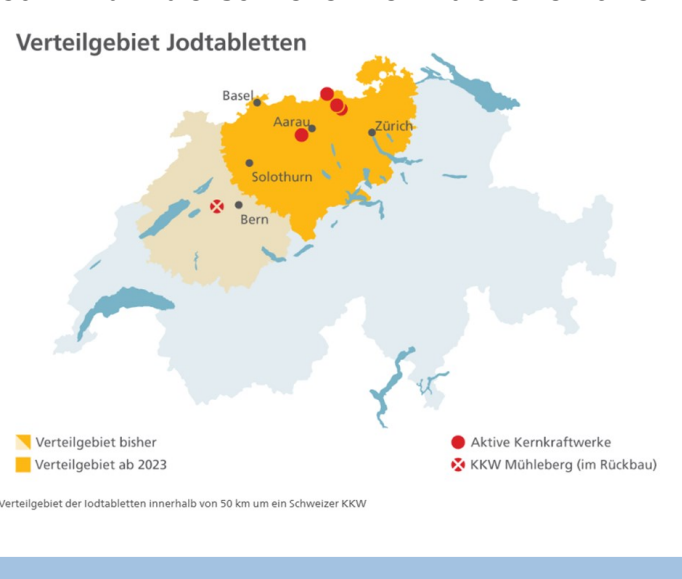 Verteilgebiet Jodtabletten
Basel
Aarau
Zürich
Solothurn
Bern
Verteilgebiet bisher
Aktive Kernkraftwerke
Verteilgebiet ab 2023
KKW Mühleberg (im Rückbau)
Verteilgebiet der Iodtabletten innerhalb von 50 km um ein Schweizer KKW